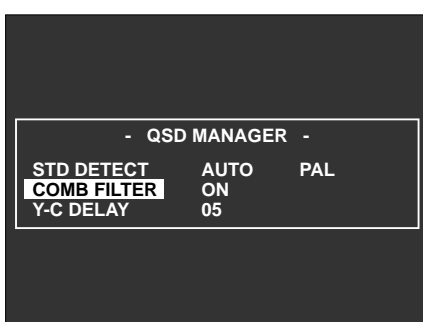 - QSD MANAGER -
STD DETECT AUTO PAL
COMB FILTER ON
Y-C DELAY 05